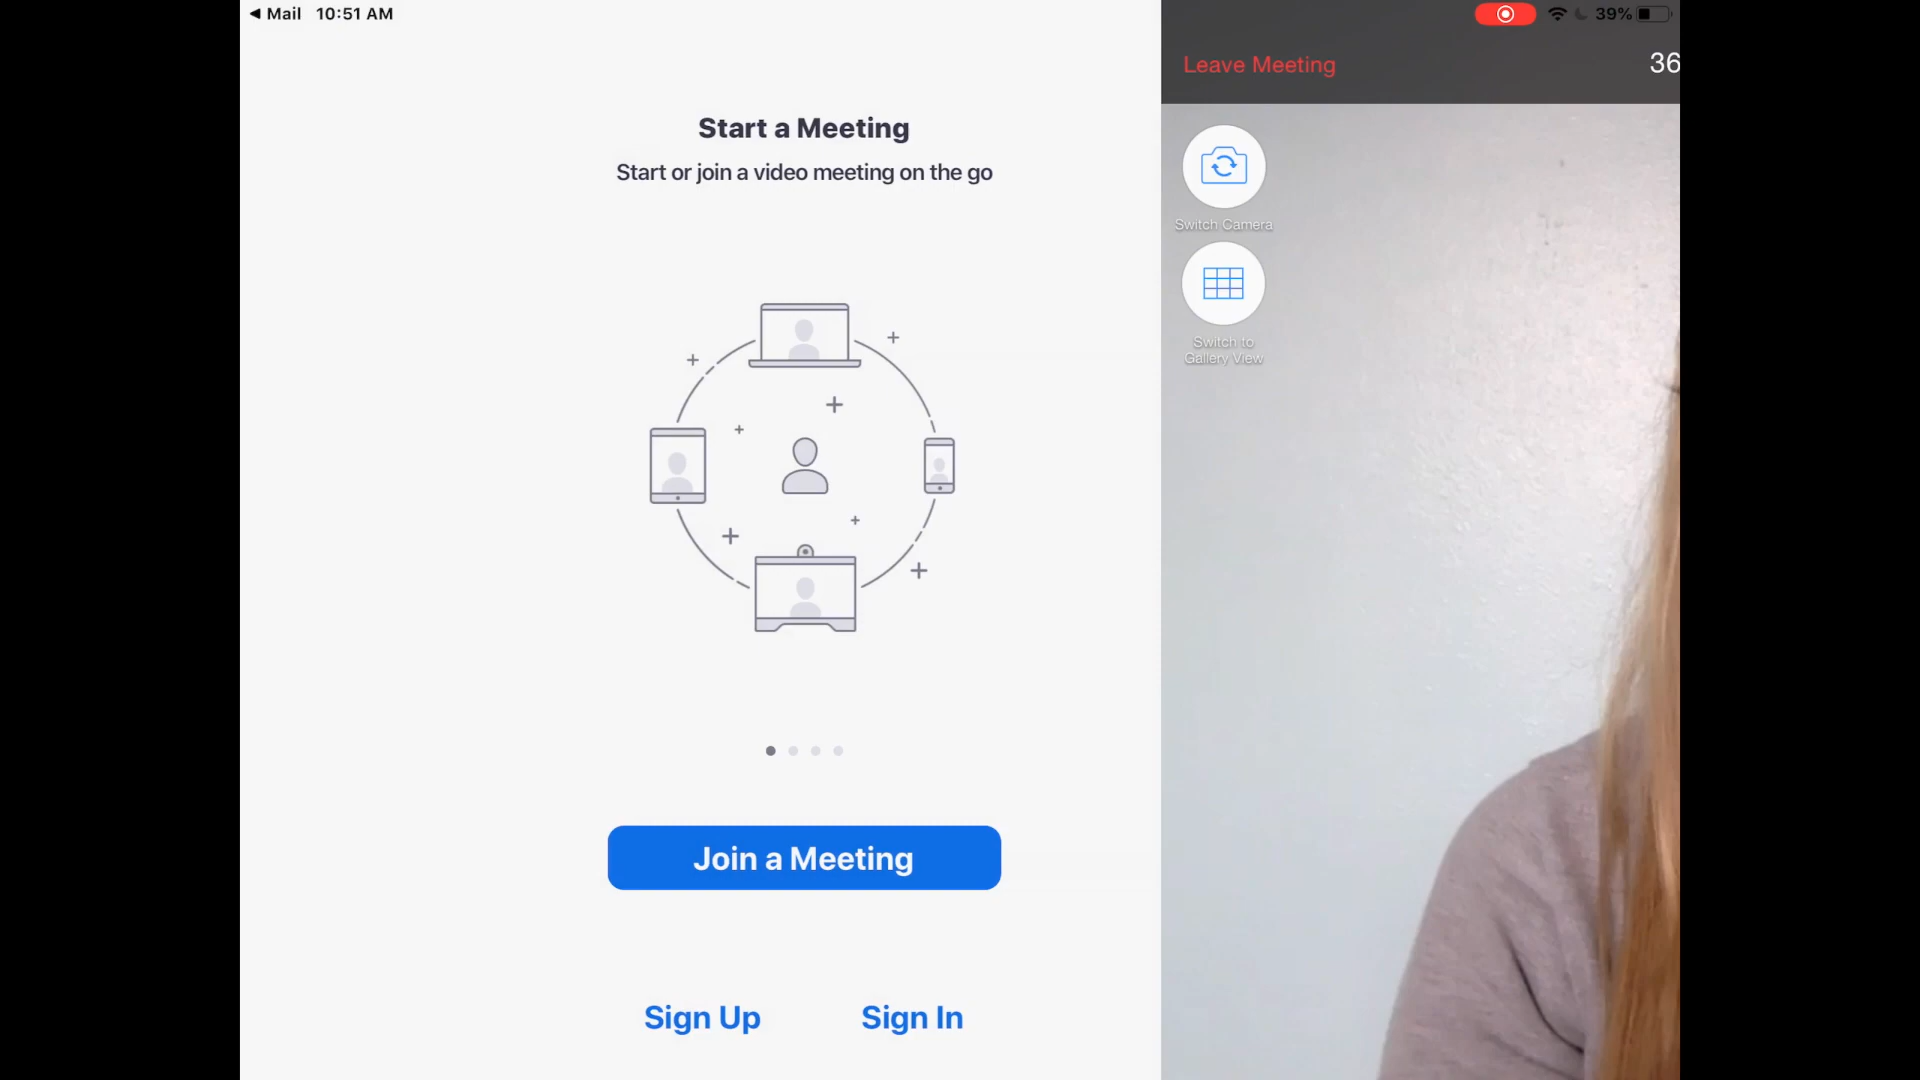 Mail 10:51 AM
39%
Leave Meeting
36
Start a Meeting
Start or join a video meeting on the go
Switch Camera
Switch to
Gallery View
Join a Meeting
Sign Up
Sign In